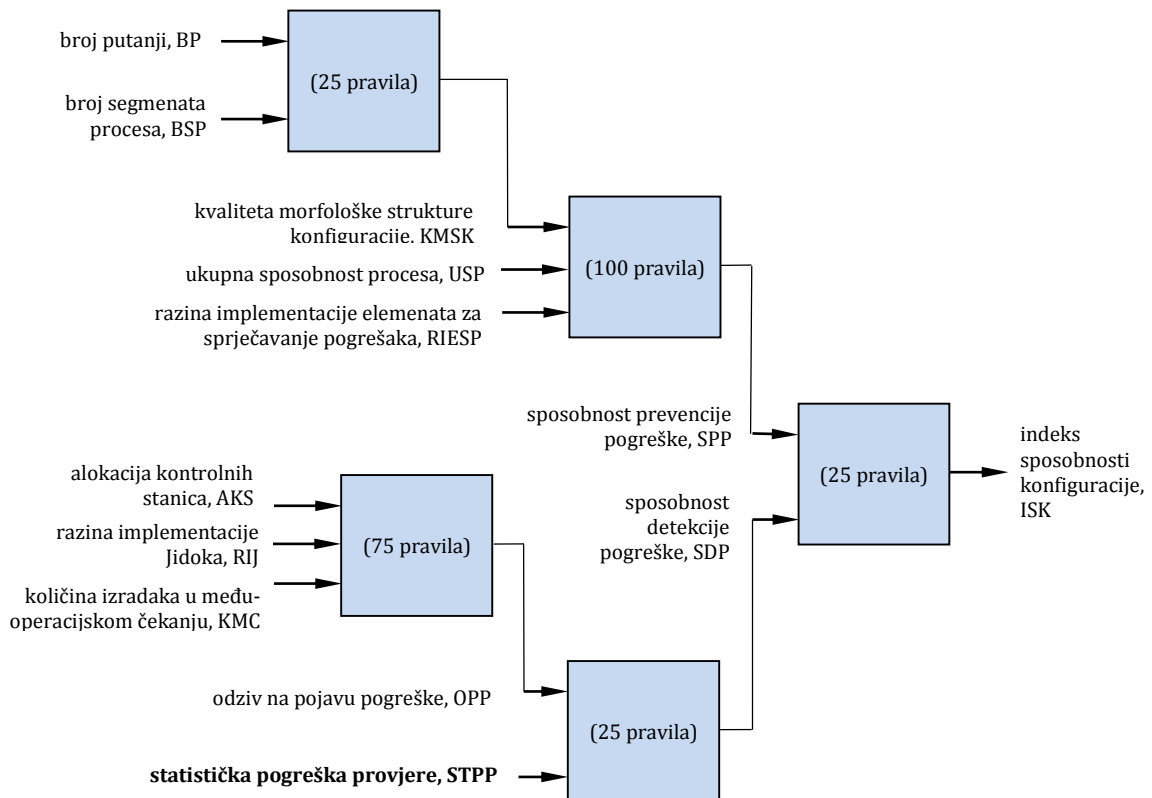 broj putanji, BP
(25 pravila)
broj segmenata
procesa, BSP
kvaliteta morfološke strukture
konfiguracije, KMSK
(100 pravila)
ukupna sposobnost procesa, USP
razina implementacije elemenata za
sprječavanje pogrešaka, RIESP
sposobnost prevencije
pogreške, SPP
(25 pravila)
indeks
sposobnosti
konfiguracije,
ISK
sposobnost
detekcije
pogreške, SDP
alokacija kontrolnih
stanica, AKS
razina implementacije
Jidoka, RIJ
(75 pravila)
količina izradaka u među-
operacijskom čekanju, KMC
odziv na pojavu pogreške, OPP
(25 pravila)
statistička pogreška provjere, STPP